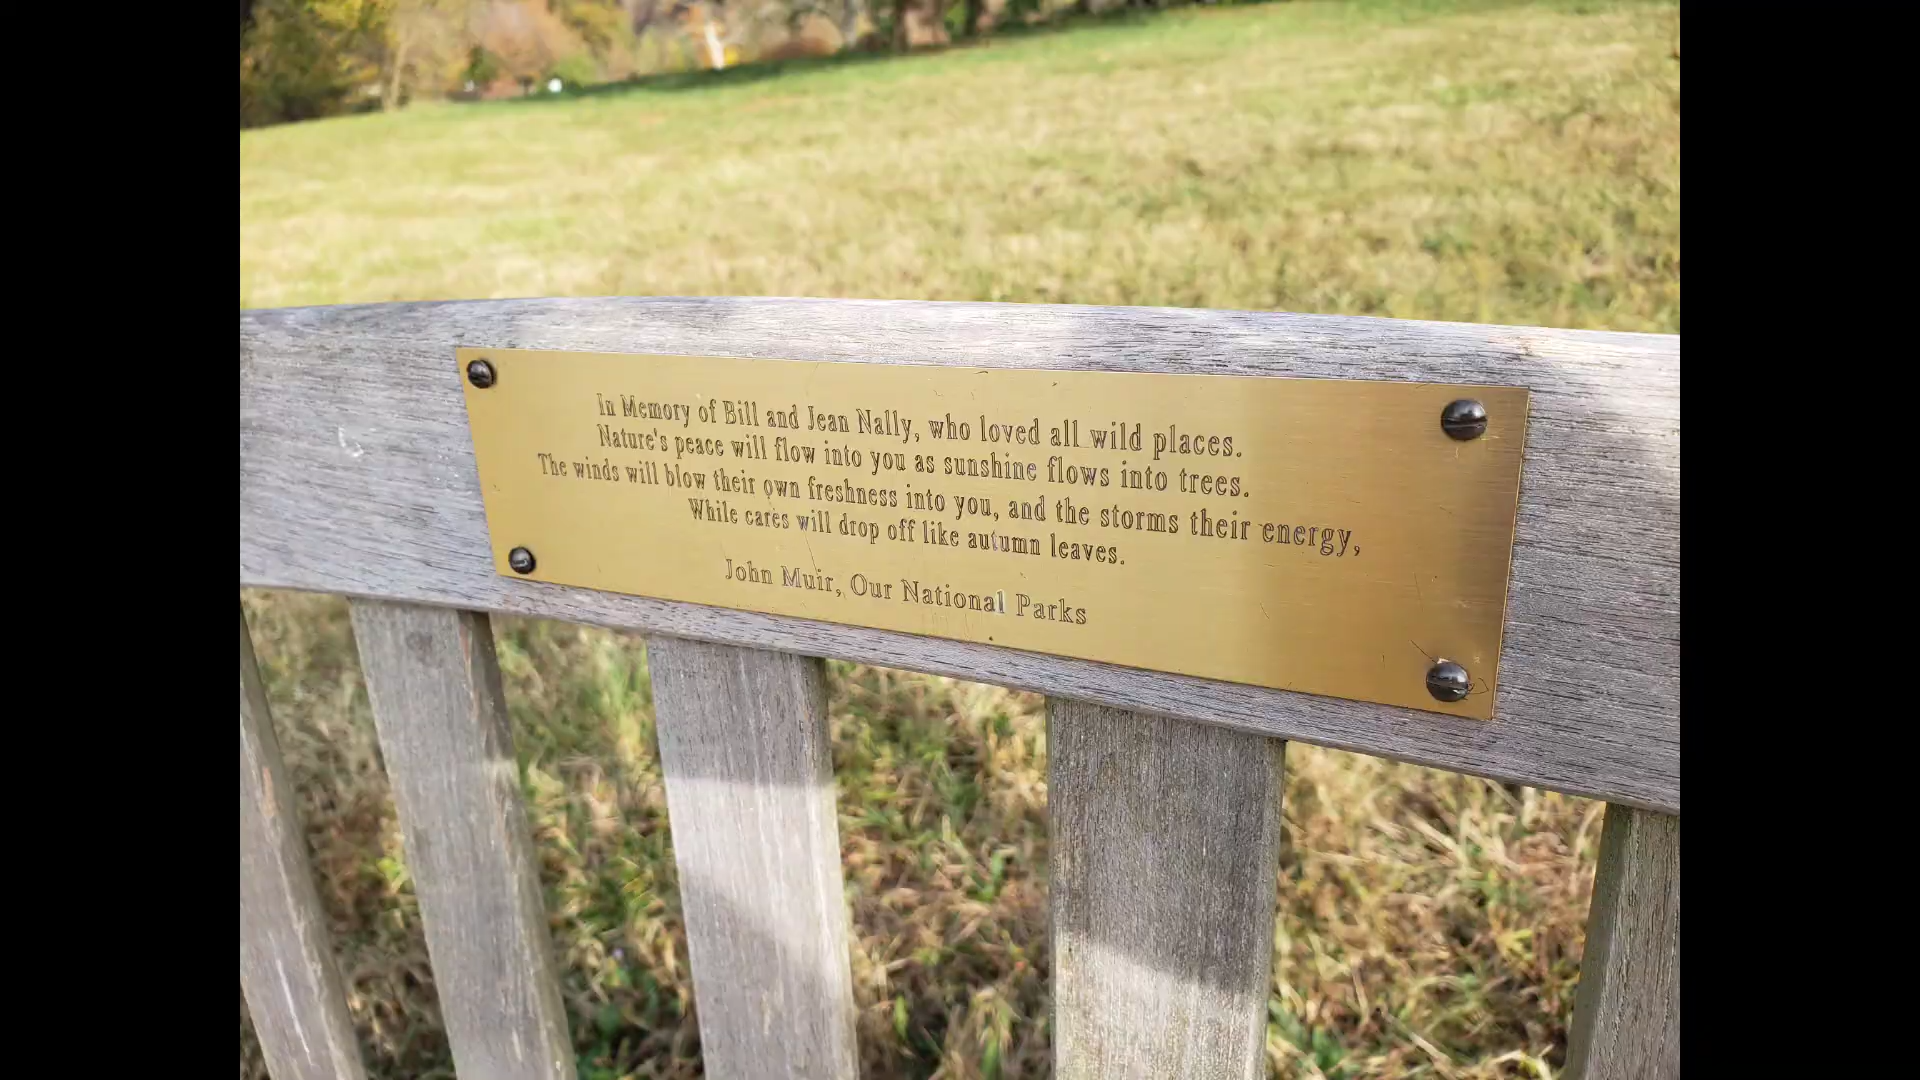 In Memory of Bill and Jean Nally, who loved all wild places.
Nature's peace will flow into you as sunshine flows into trees.
The winds will blow their own freshness into you, and the storms their energy,
While cares will drop off like autumn leaves.
John Muir, Our National Parks